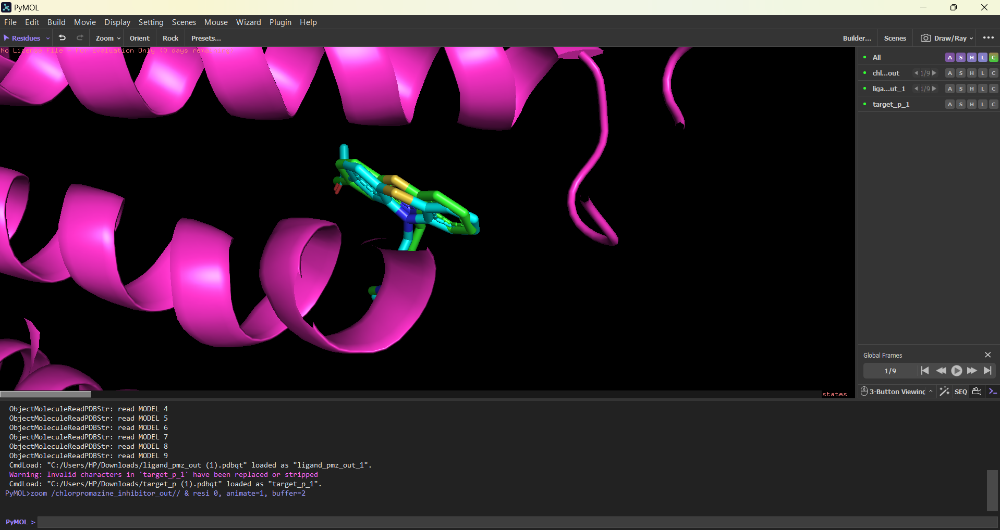 PyMOL
File Edit Build Movie Display Setting Scenes Mouse Wizard Plugin Help
Residues Zoom Orient Rock Presets... Builder... Scenes Draw/Ray
No License File - For Evaluation Only (0 days remaining)
All A S H L C
chl...out 1/9 A S H L C
liga...ut_1 1/9 A S H L C
target_p_1 A S H L C
Global Frames
1/9
states
3-Button Viewing SEQ
ObjectMoleculeReadPDBStr: read MODEL 4
ObjectMoleculeReadPDBStr: read MODEL 5
ObjectMoleculeReadPDBStr: read MODEL 6
ObjectMoleculeReadPDBStr: read MODEL 7
ObjectMoleculeReadPDBStr: read MODEL 8
ObjectMoleculeReadPDBStr: read MODEL 9
CmdLoad: "C:/Users/HP/Downloads/ligand_pmz_out (1).pdbqt" loaded as "ligand_pmz_out_1".
Warning: Invalid characters in 'target_p_1' have been replaced or stripped
CmdLoad: "C:/Users/HP/Downloads/target_p (1).pdbqt" loaded as "target_p_1".
PyMOL>zoom /chlorpromazine_inhibitor_out// & resi 0, animate=1, buffer=2
PyMOL >